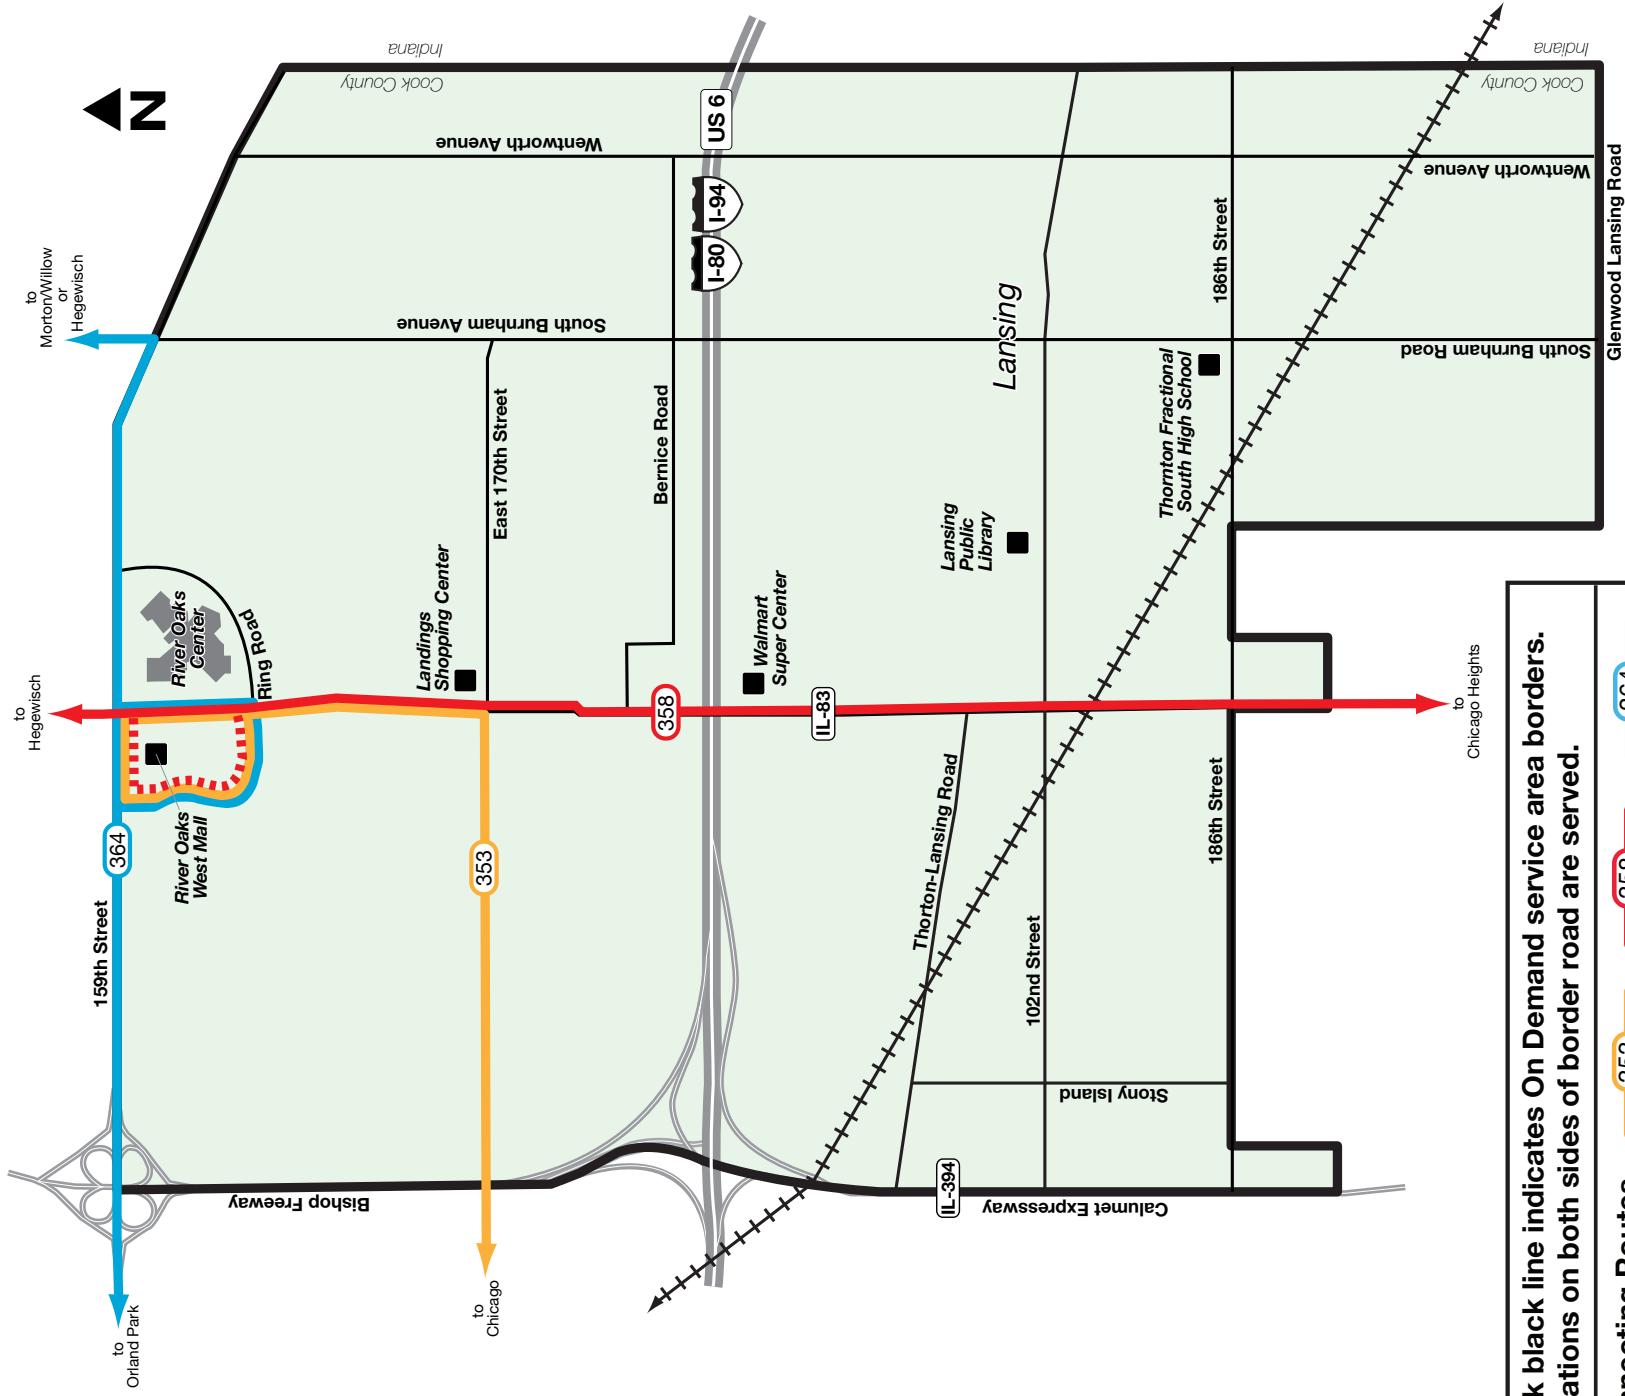 to
Hegewisch
to
Morton/Willow
or
Hegewisch
N
Indiana
Cook County
159th Street
364
to
Orland Park
River Oaks
West Mall
River Oaks
Center
Ring Road
Bishop Freeway
South Burnham Avenue
Wentworth Avenue
Landings
Shopping Center
East 170th Street
353
to
Chicago
Bernice Road
358
US 6
I-94
I-80
Walmart
Super Center
IL-83
Lansing
Lansing
Public
Library
Thorton-Lansing Road
102nd Street
IL-394
Calumet Expressway
Stony Island
Thornton Fractional
South High School
186th Street
186th Street
South Burnham Road
Wentworth Avenue
Indiana
Cook County
Glenwood Lansing Road
to
Chicago Heights
k black line indicates On Demand service area borders.
ations on both sides of border road are served.
necting Routes
353
358
364